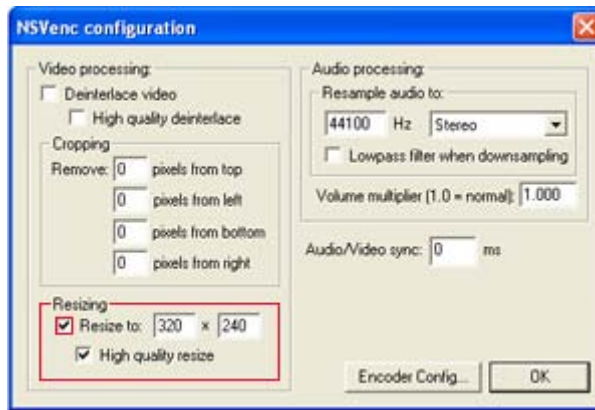 NSVenc configuration
Video processing:
Deinterlace video
High quality deinterlace
Cropping
Remove: 0 pixels from top
0 pixels from left
0 pixels from bottom
0 pixels from right
Resizing
Resize to: 320 x 240
High quality resize
Audio processing:
Resample audio to:
44100 Hz Stereo
Lowpass filter when downsampling
Volume multiplier (1.0 = normal): 1.000
Audio/Video sync: 0 ms
Encoder Config... OK